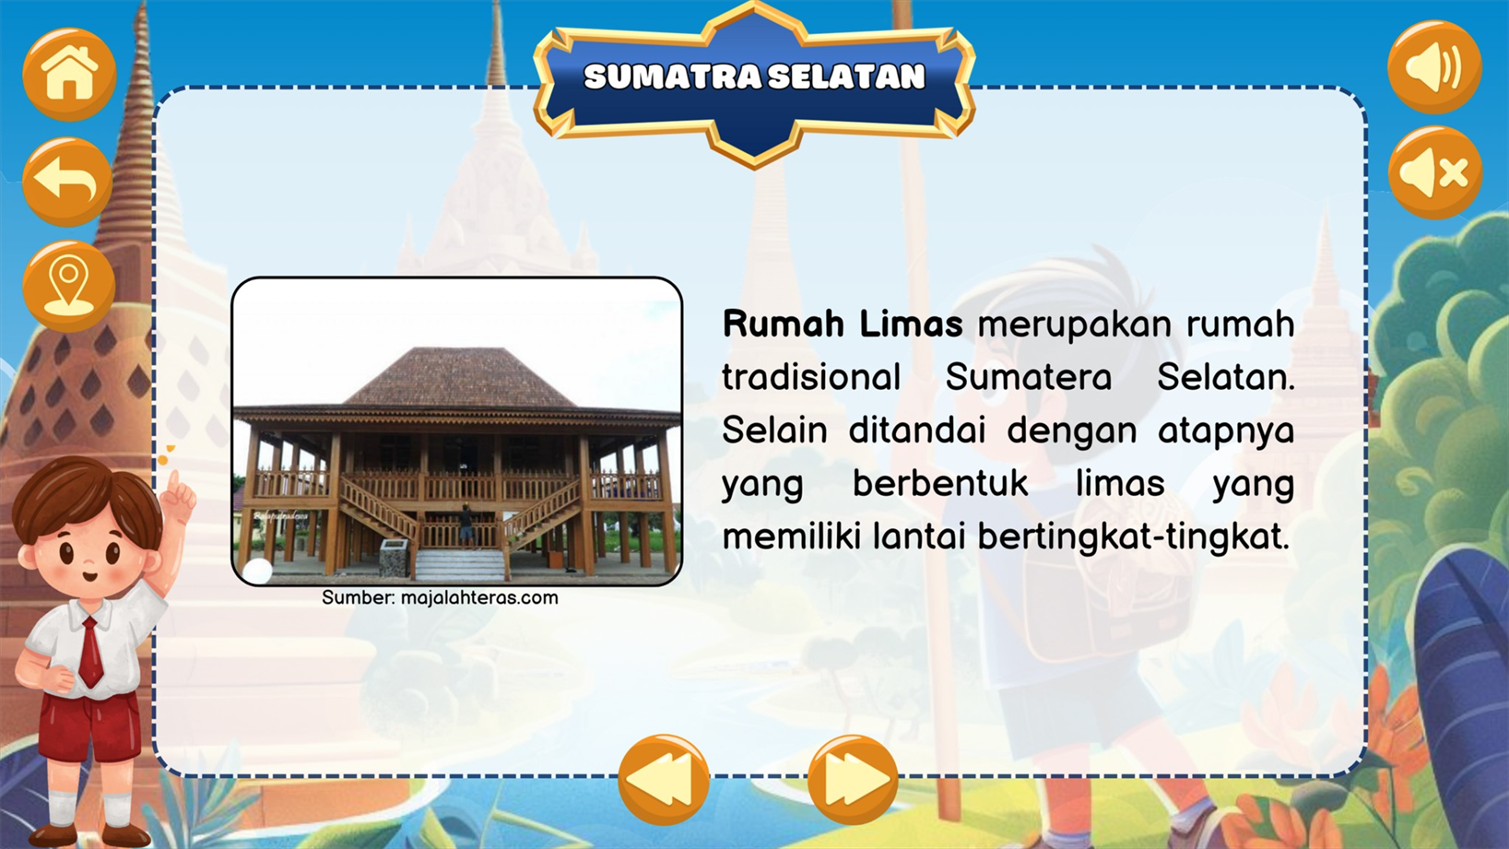 SUMATRA SELATAN
Rumah Limas merupakan rumah
tradisional Sumatera Selatan.
Selain ditandai dengan atapnya
yang berbentuk limas yang
memiliki lantai bertingkat-tingkat.
Sumber: majalahteras.com